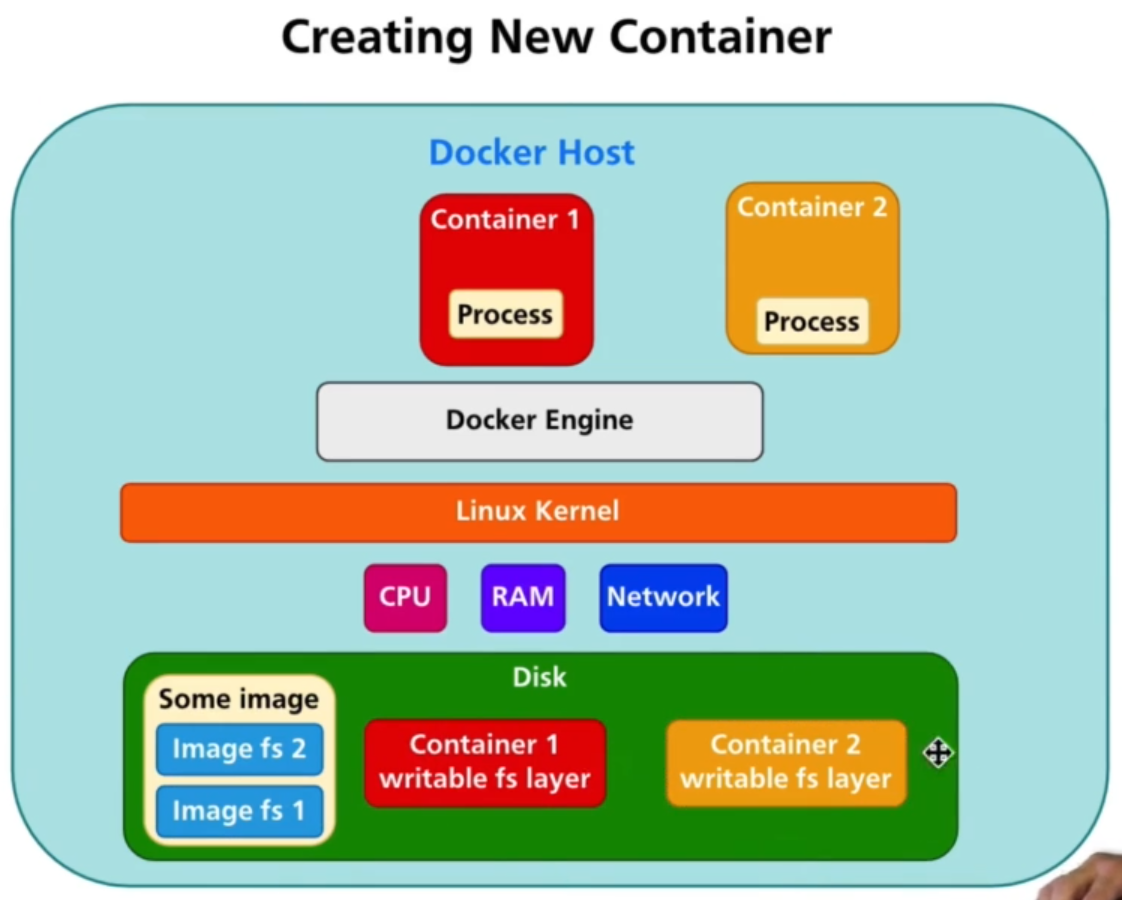 Creating New Container
Docker Host
Container 1
Process
Container 2
Process
Docker Engine
Linux Kernel
CPU
RAM
Network
Disk
Some image
Image fs 2
Image fs 1
Container 1
writable fs layer
Container 2
writable fs layer